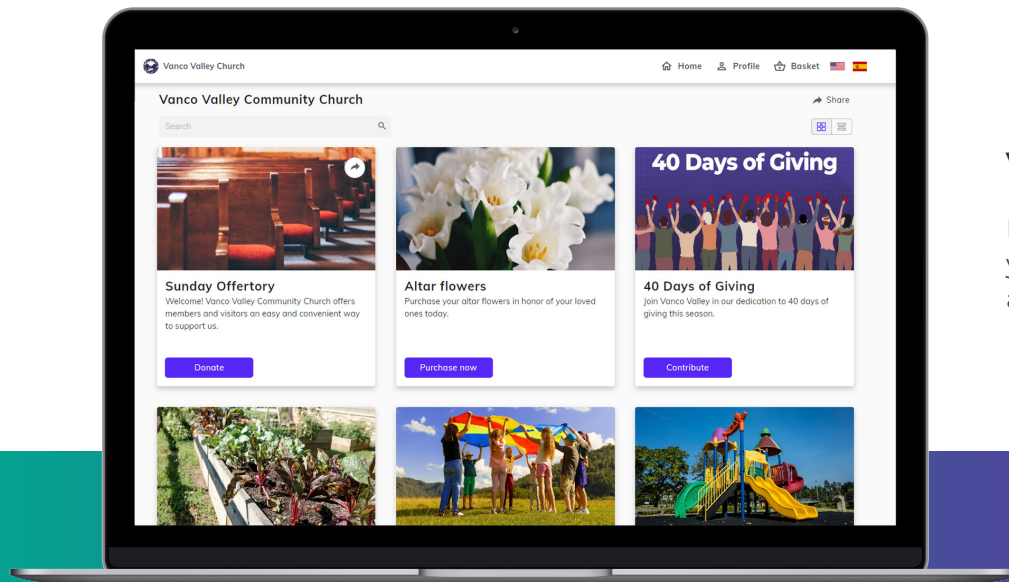 Vanco Valley Church
Home Profile Basket
Vanco Valley Community Church
Share
Search
40 Days of Giving
Sunday Offertory
Welcome! Vanco Valley Community Church offers
members and visitors an easy and convenient way
to support us.
Donate
Altar flowers
Purchase your altar flowers in honor of your loved
ones today.
Purchase now
40 Days of Giving
Join Vanco Valley in our dedication to 40 days of
giving this season.
Contribute